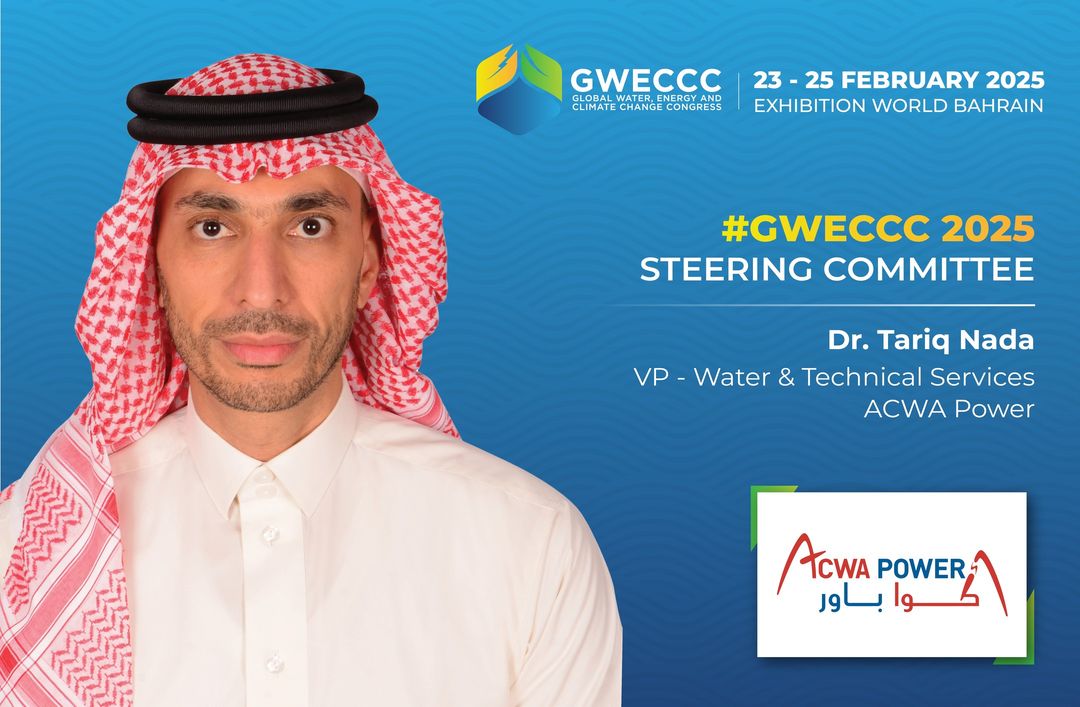 GWECCC
GLOBAL WATER, ENERGY AND
CLIMATE CHANGE CONGRESS
23 - 25 FEBRUARY 2025
EXHIBITION WORLD BAHRAIN
#GWECCC 2025
STEERING COMMITTEE
Dr. Tariq Nada
VP - Water & Technical Services
ACWA Power
ACWA POWER
أكوا باور